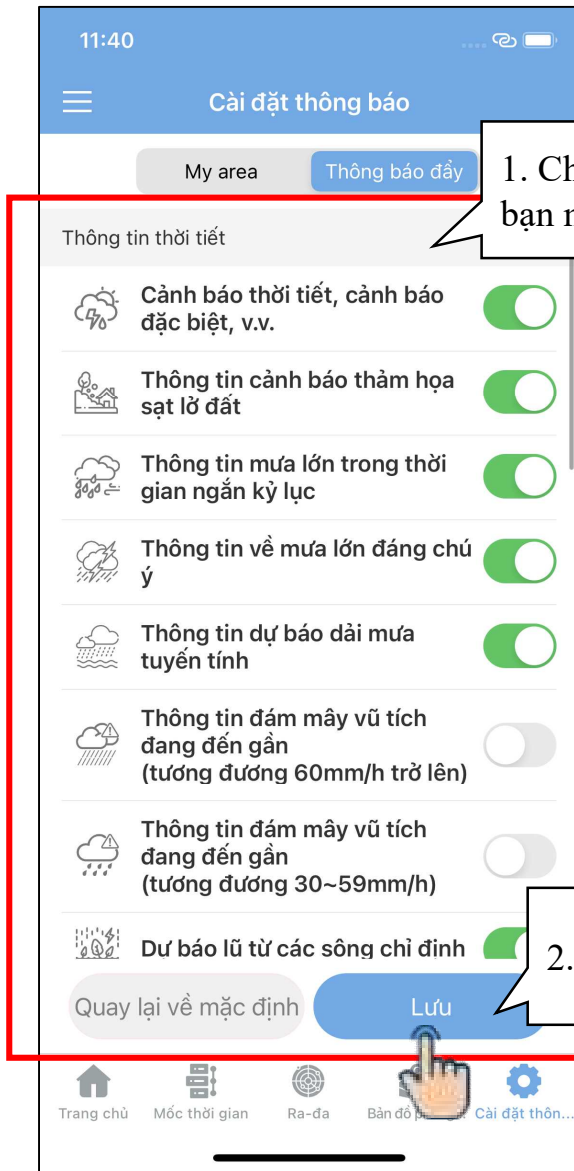 11:40
Cài đặt thông báo
My area
Thông báo đẩy
1. Ch
bạn
Thông tin thời tiết
Cảnh báo thời tiết, cảnh báo
đặc biệt, v.v.
Thông tin cảnh báo thảm họa
sạt lở đất
Thông tin mưa lớn trong thời
gian ngắn kỷ lục
Thông tin về mưa lớn đáng chú
ý
Thông tin dự báo dải mưa
tuyến tính
Thông tin đám mây vũ tích
đang đến gần
(tương đương 60mm/h trở lên)
Thông tin đám mây vũ tích
đang đến gần
(tương đương 30~59mm/h)
Dự báo lũ từ các sông chỉ định
2.
Quay lại về mặc định
Lưu
Trang chủ
Mốc thời gian
Ra-đa
Bản đồ
Cài đặt thôn...